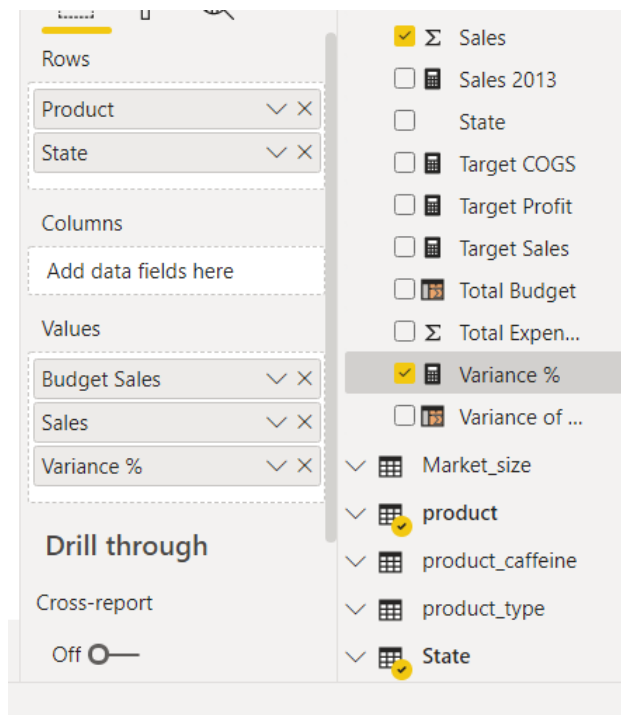 Rows
Product
State
Columns
Add data fields here
Values
Budget Sales
Sales
Variance %
Drill through
Cross-report
Off
Σ Sales
Sales 2013
State
Target COGS
Target Profit
Target Sales
Total Budget
Σ Total Expen...
Variance %
Variance of ...
Market_size
product
product_caffeine
product_type
State